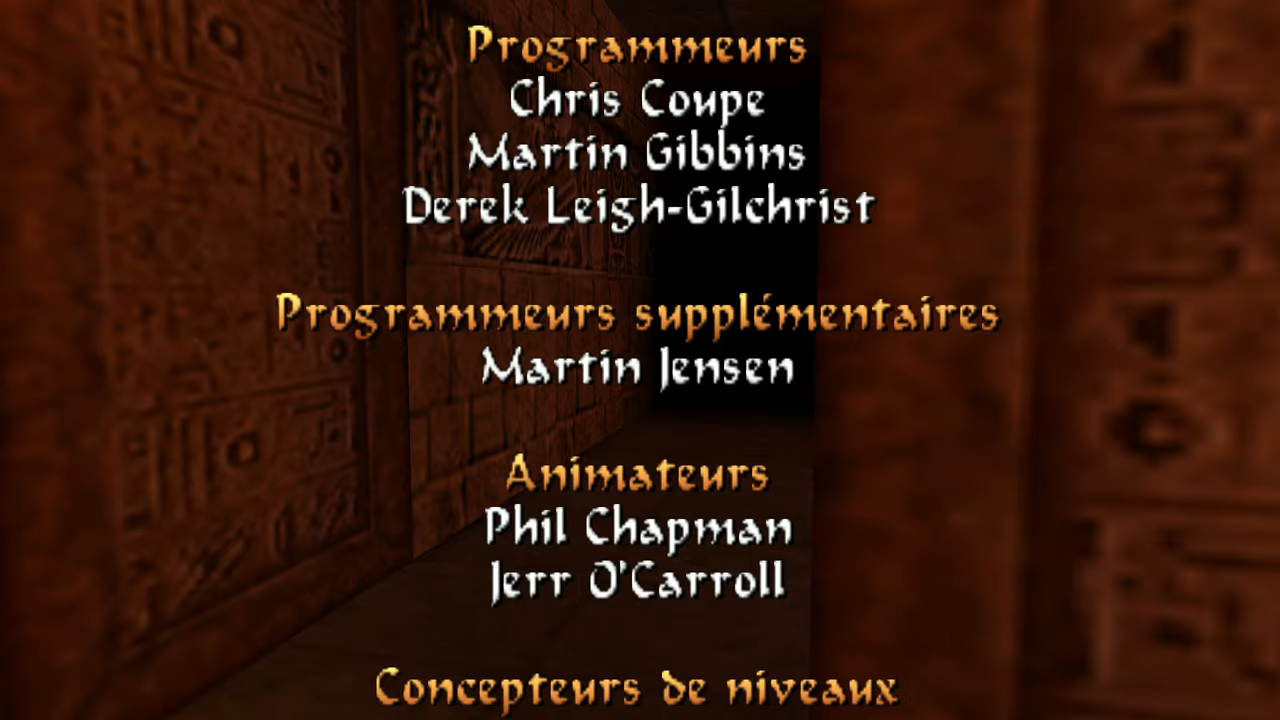 Programmeurs
Chris Coupe
Martin Gibbins
Derek Leigh-Gilchrist
Programmeurs supplémentaires
Martin Jensen
Animateurs
Phil Chapman
Jerr O'Carroll
Concepteurs de niveaux